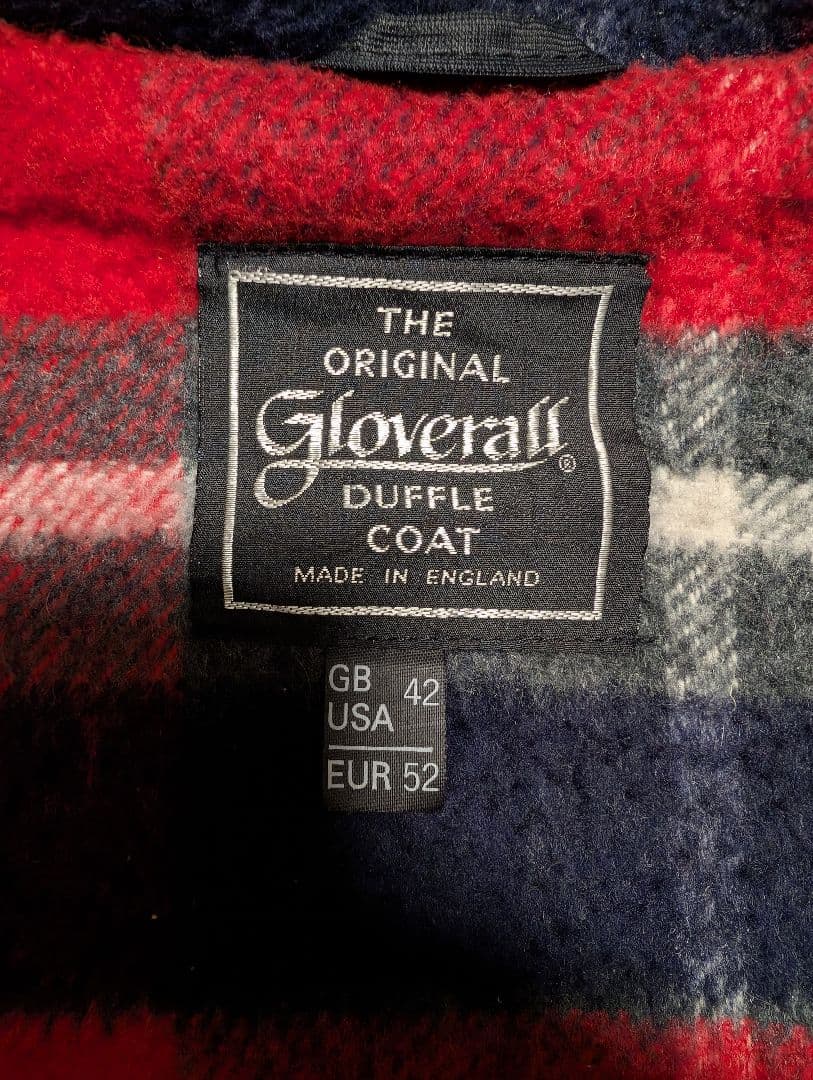 THE
ORIGINAL
Gloverall®
DUFFLE
COAT
MADE IN ENGLAND
GB 42
USA
EUR 52